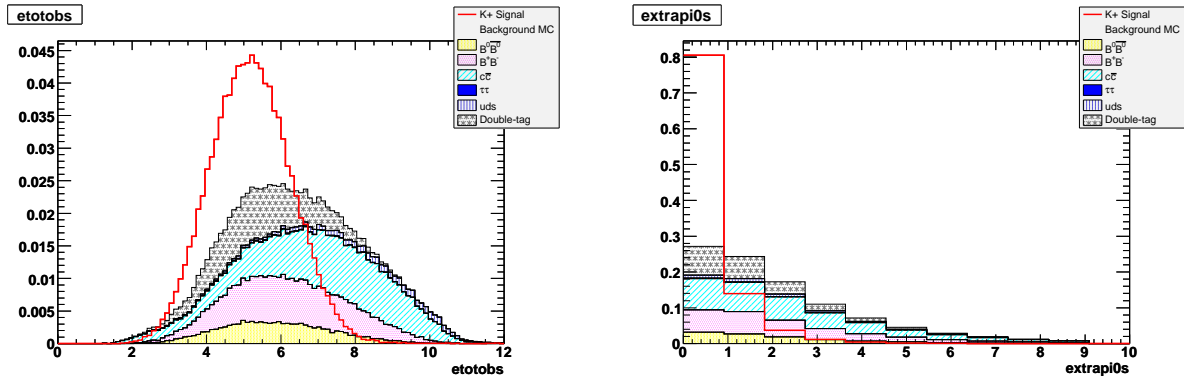 etotobs
K+ Signal
Background MC
B⁰B̅⁰
B⁺B⁻
cc̅
ττ
uds
Double-tag
0.045
0.04
0.035
0.03
0.025
0.02
0.015
0.01
0.005
0
0 2 4 6 8 10 12
etotobs
extrapi0s
K+ Signal
Background MC
B⁰B̅⁰
B⁺B⁻
cc̅
ττ
uds
Double-tag
0.8
0.7
0.6
0.5
0.4
0.3
0.2
0.1
0
0 1 2 3 4 5 6 7 8 9 10
extrapi0s